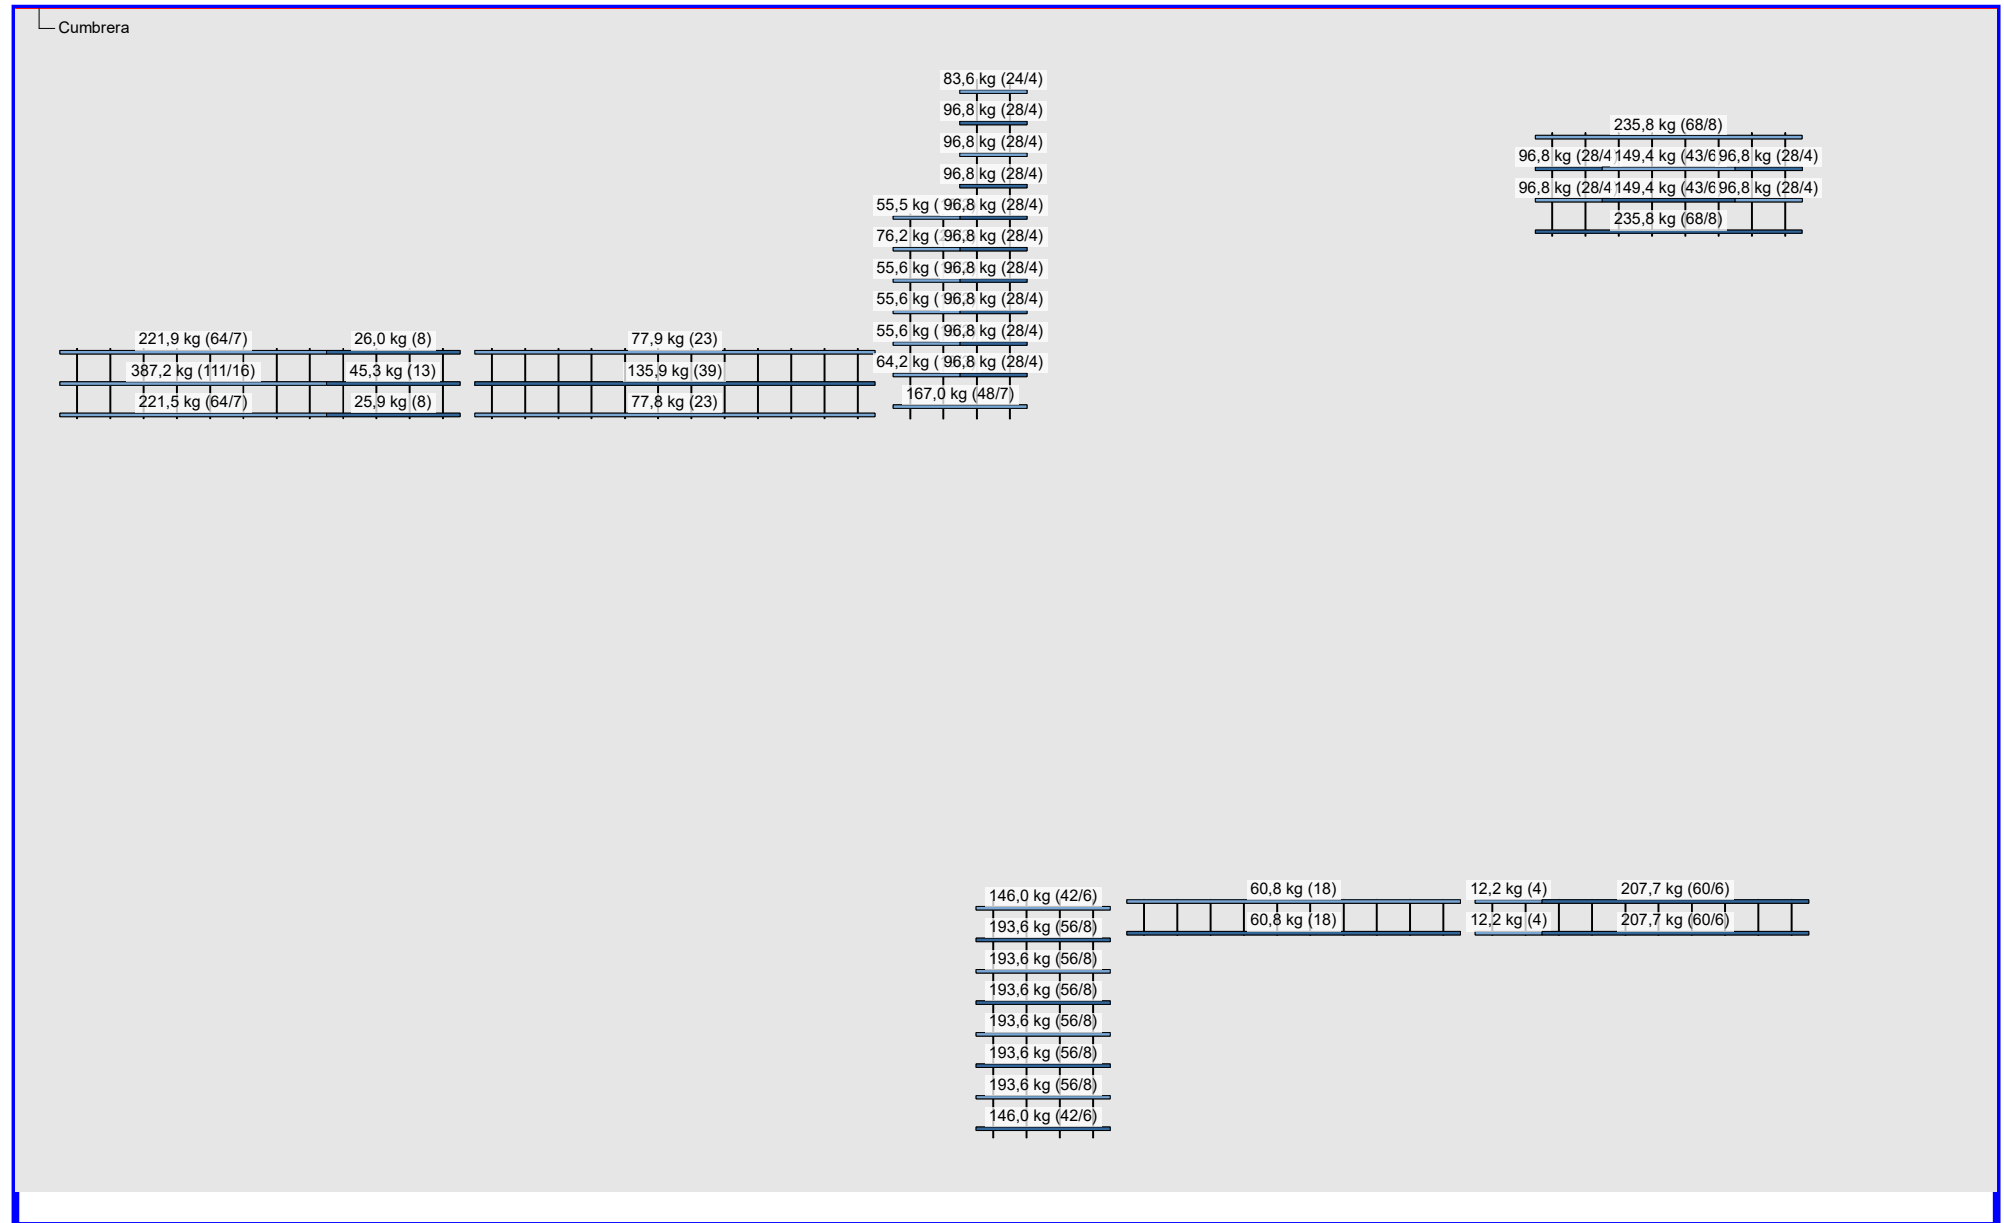 Cumbrera
83,6 kg (24/4)
96,8 kg (28/4)
96,8 kg (28/4)
96,8 kg (28/4)
55,5 kg ( 96,8 kg (28/4)
76,2 kg ( 96,8 kg (28/4)
55,6 kg ( 96,8 kg (28/4)
55,6 kg ( 96,8 kg (28/4)
55,6 kg ( 96,8 kg (28/4)
64,2 kg ( 96,8 kg (28/4)
167,0 kg (48/7)
235,8 kg (68/8)
96,8 kg (28/4 149,4 kg (43/6 96,8 kg (28/4)
96,8 kg (28/4 149,4 kg (43/6 96,8 kg (28/4)
235,8 kg (68/8)
221,9 kg (64/7) 26,0 kg (8) 77,9 kg (23)
387,2 kg (111/16) 45,3 kg (13) 135,9 kg (39)
221,5 kg (64/7) 25,9 kg (8) 77,8 kg (23)
146,0 kg (42/6)
193,6 kg (56/8)
193,6 kg (56/8)
193,6 kg (56/8)
193,6 kg (56/8)
193,6 kg (56/8)
193,6 kg (56/8)
146,0 kg (42/6)
60,8 kg (18) 12,2 kg (4) 207,7 kg (60/6)
60,8 kg (18) 12,2 kg (4) 207,7 kg (60/6)